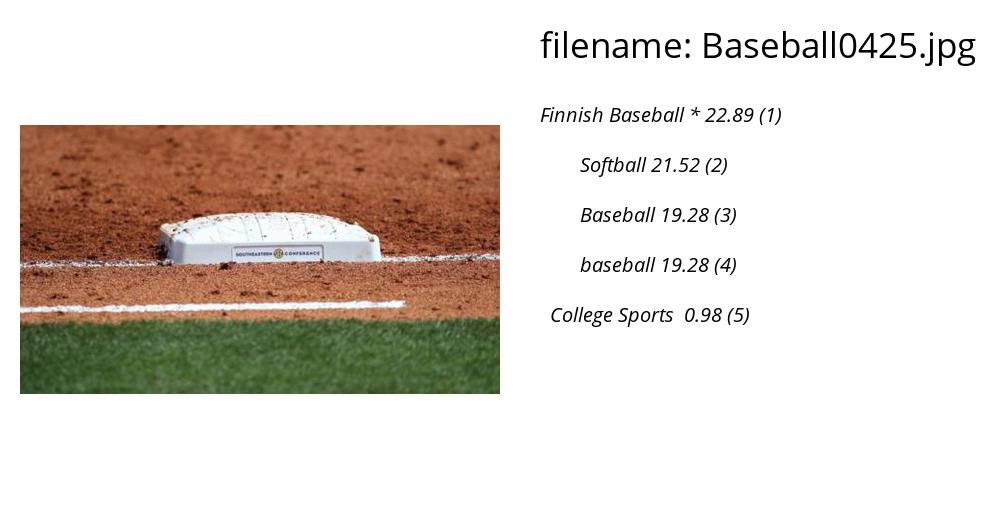 filename: Baseball0425.jpg
Finnish Baseball * 22.89 (1)
Softball 21.52 (2)
Baseball 19.28 (3)
baseball 19.28 (4)
College Sports 0.98 (5)
SOUTHEASTERN SEC CONFERENCE